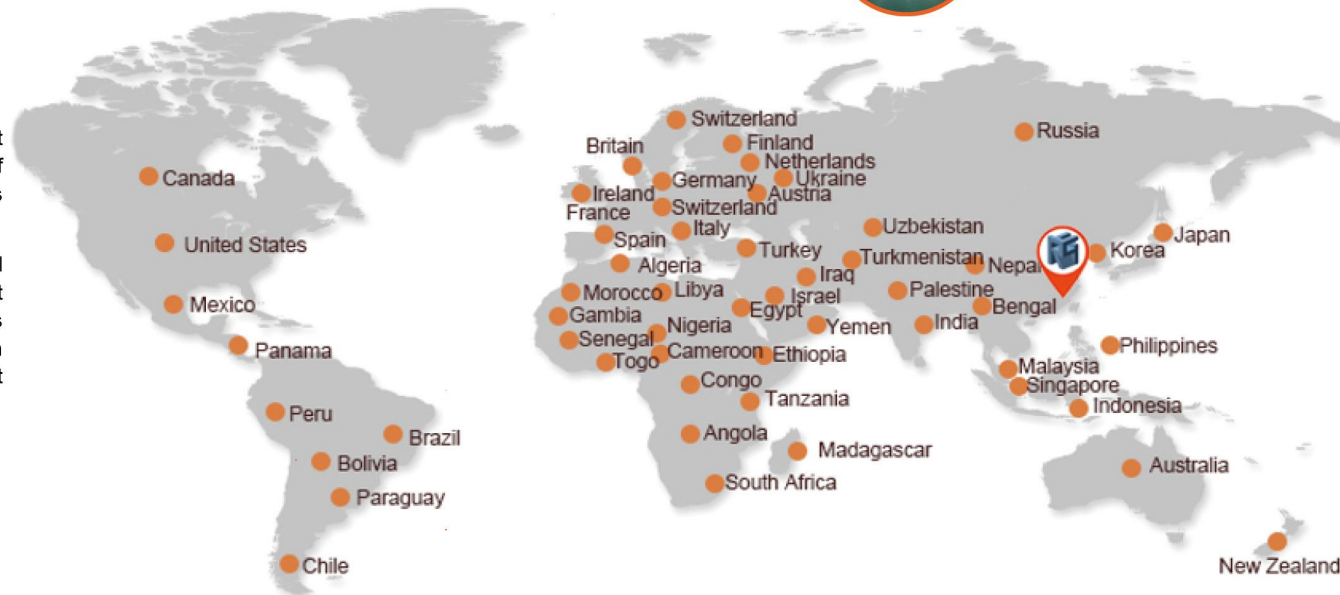 t
f
s
l
t
s
n
t
Canada
United States
Mexico
Panama
Peru
Brazil
Bolivia
Paraguay
Chile
Switzerland
Britain
Finland
Netherlands
Germany
Ukraine
Ireland
Austria
France
Switzerland
Spain
Italy
Turkey
Uzbekistan
Algeria
Turkmenistan
Nepal
Korea
Japan
Russia
Morocco
Libya
Iraq
Israel
Palestine
Bengal
Gambia
Egypt
Yemen
India
Senegal
Nigeria
Togo
Cameroon
Ethiopia
Philippines
Malaysia
Singapore
Indonesia
Congo
Tanzania
Angola
Madagascar
South Africa
Australia
New Zealand